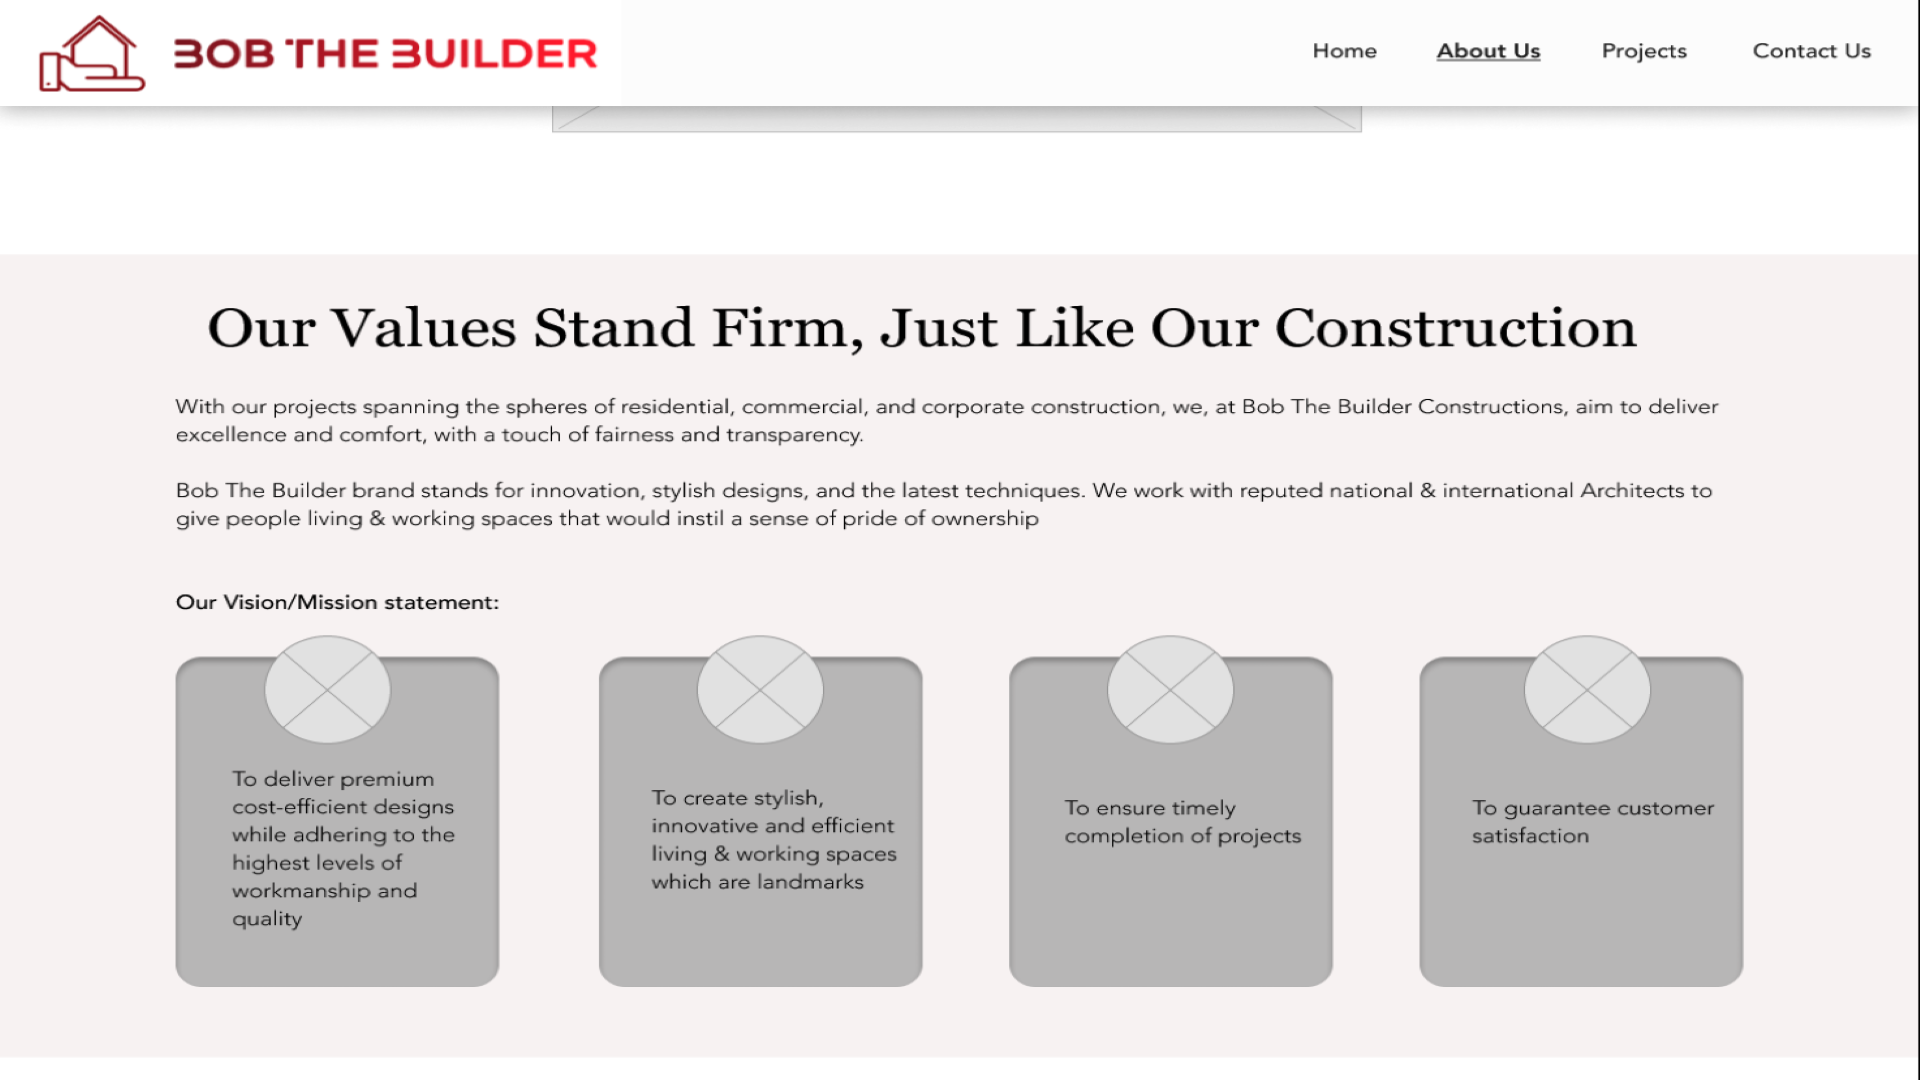 BOB THE BUILDER
Home
About Us
Projects
Contact Us
Our Values Stand Firm, Just Like Our Construction
With our projects spanning the spheres of residential, commercial, and corporate construction, we, at Bob The Builder Constructions, aim to deliver
excellence and comfort, with a touch of fairness and transparency.
Bob The Builder brand stands for innovation, stylish designs, and the latest techniques. We work with reputed national & international Architects to
give people living & working spaces that would instil a sense of pride of ownership
Our Vision/Mission statement:
To deliver premium
cost-efficient designs
while adhering to the
highest levels of
workmanship and
quality
To create stylish,
innovative and efficient
living & working spaces
which are landmarks
To ensure timely
completion of projects
To guarantee customer
satisfaction